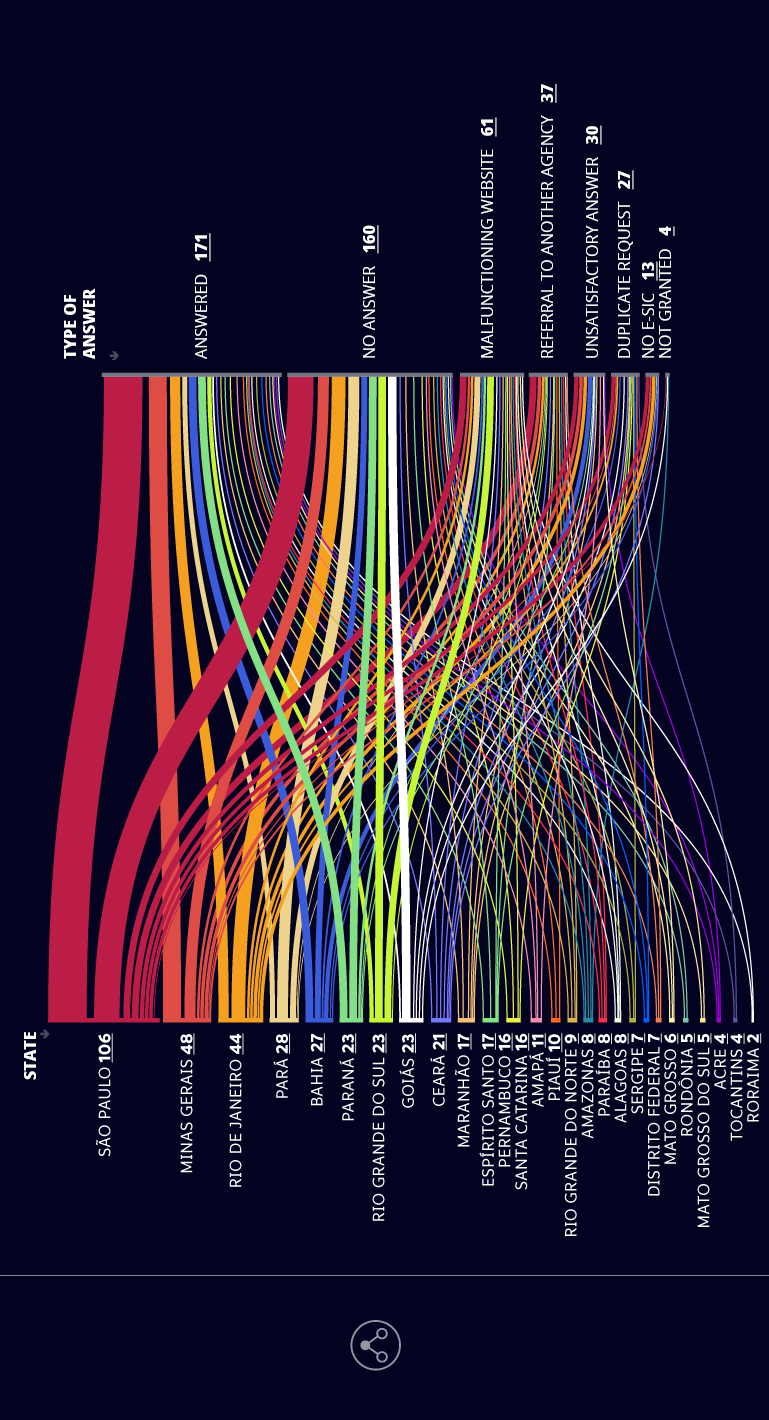 STATE
SÃO PAULO 106
MINAS GERAIS 48
RIO DE JANEIRO 44
PARÁ 28
BAHIA 27
PARANÁ 23
RIO GRANDE DO SUL 23
GOIÁS 23
CEARÁ 21
MARANHÃO 17
ESPÍRITO SANTO 17
PERNAMBUCO 16
SANTA CATARINA 16
AMAPÁ 11
PIAUÍ 10
RIO GRANDE DO NORTE 9
AMAZONAS 8
PARAÍBA 8
ALAGOAS 8
SERGIPE 7
DISTRITO FEDERAL 7
MATO GROSSO 6
RONDÔNIA 5
MATO GROSSO DO SUL 5
ACRE 4
TOCANTINS 4
RORAIMA 2
TYPE OF
ANSWER
ANSWERED 171
NO ANSWER 160
MALFUNCTIONING WEBSITE 61
REFERRAL TO ANOTHER AGENCY 37
UNSATISFACTORY ANSWER 30
DUPLICATE REQUEST 27
NO E-SIC 13
NOT GRANTED 4